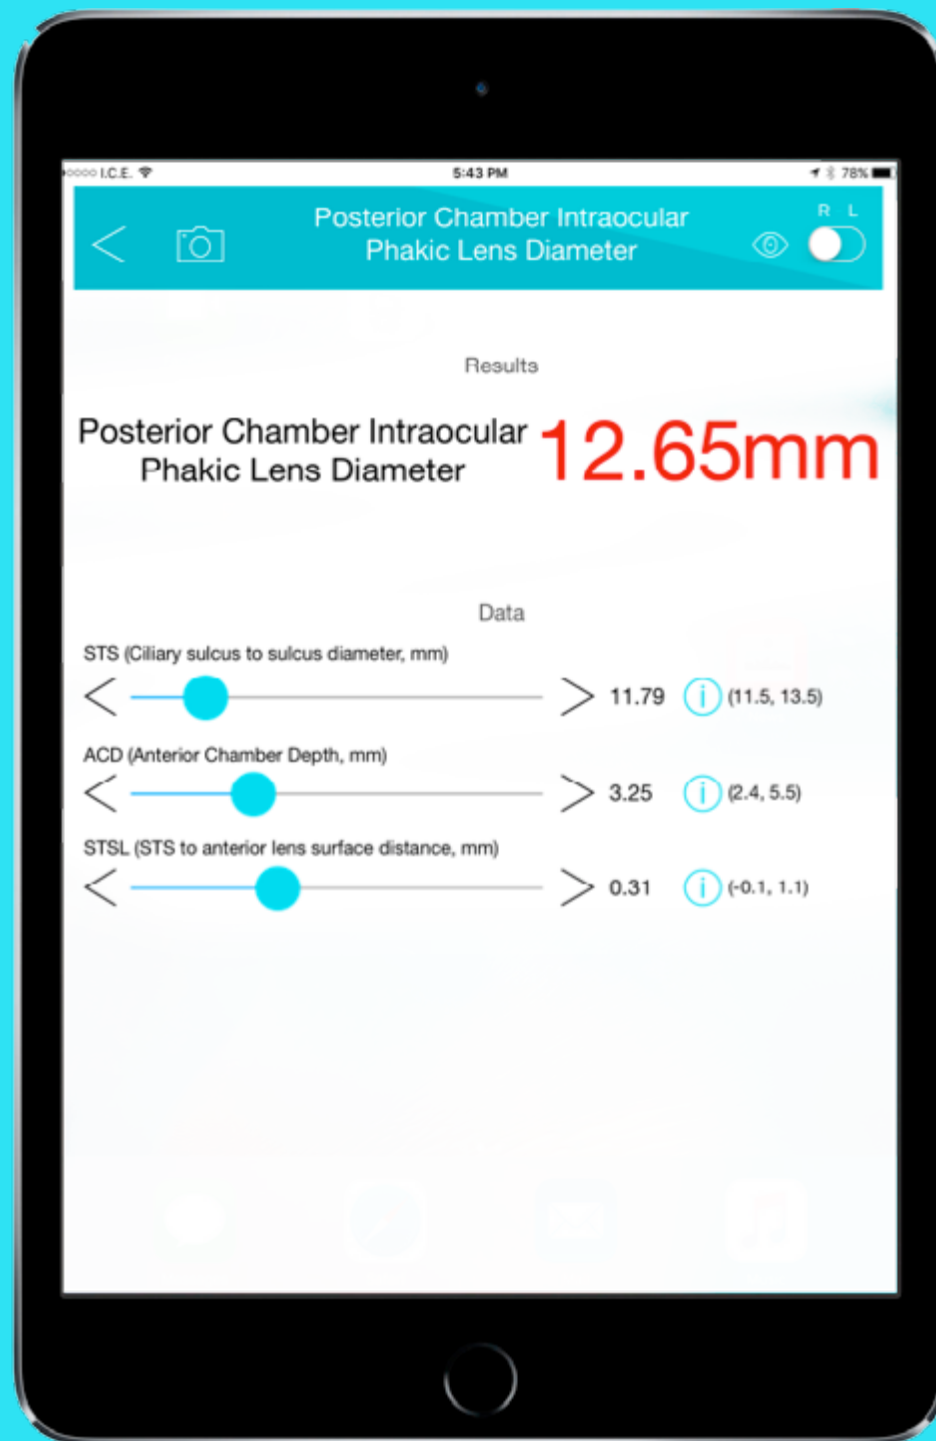 I.C.E. 5:43 PM 78%
R L
Posterior Chamber Intraocular
Phakic Lens Diameter
Results
Posterior Chamber Intraocular
Phakic Lens Diameter
12.65mm
Data
STS (Ciliary sulcus to sulcus diameter, mm)
11.79 i (11.5, 13.5)
ACD (Anterior Chamber Depth, mm)
3.25 i (2.4, 5.5)
STSL (STS to anterior lens surface distance, mm)
0.31 i (-0.1, 1.1)